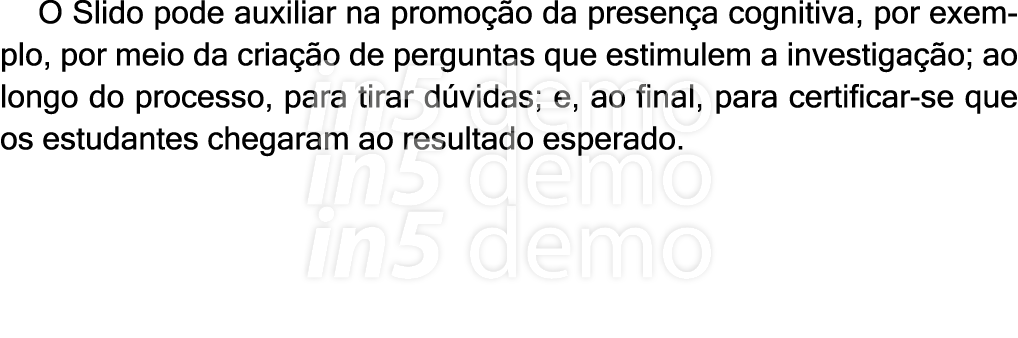 O Slido pode auxiliar na promoção da presença cognitiva, por exem-
plo, por meio da criação de perguntas que estimulem a investigação; ao
longo do processo, para tirar dúvidas; e, ao final, para certificar-se que
os estudantes chegaram ao resultado esperado.
in5 demo
in5 demo
in5 demo